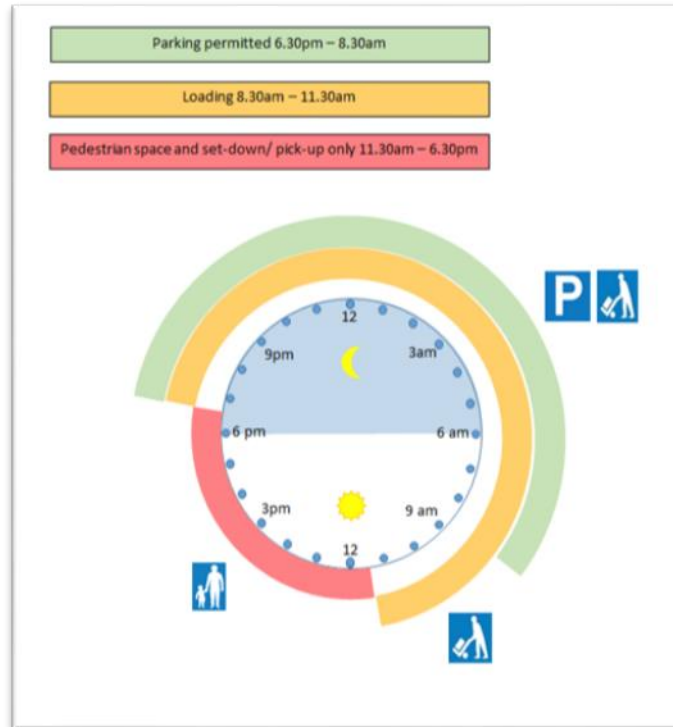 Parking permitted 6.30pm – 8.30am
Loading 8.30am – 11.30am
Pedestrian space and set-down/ pick-up only 11.30am – 6.30pm
P
12
9pm
3am
6 pm
6 am
3pm
9 am
12